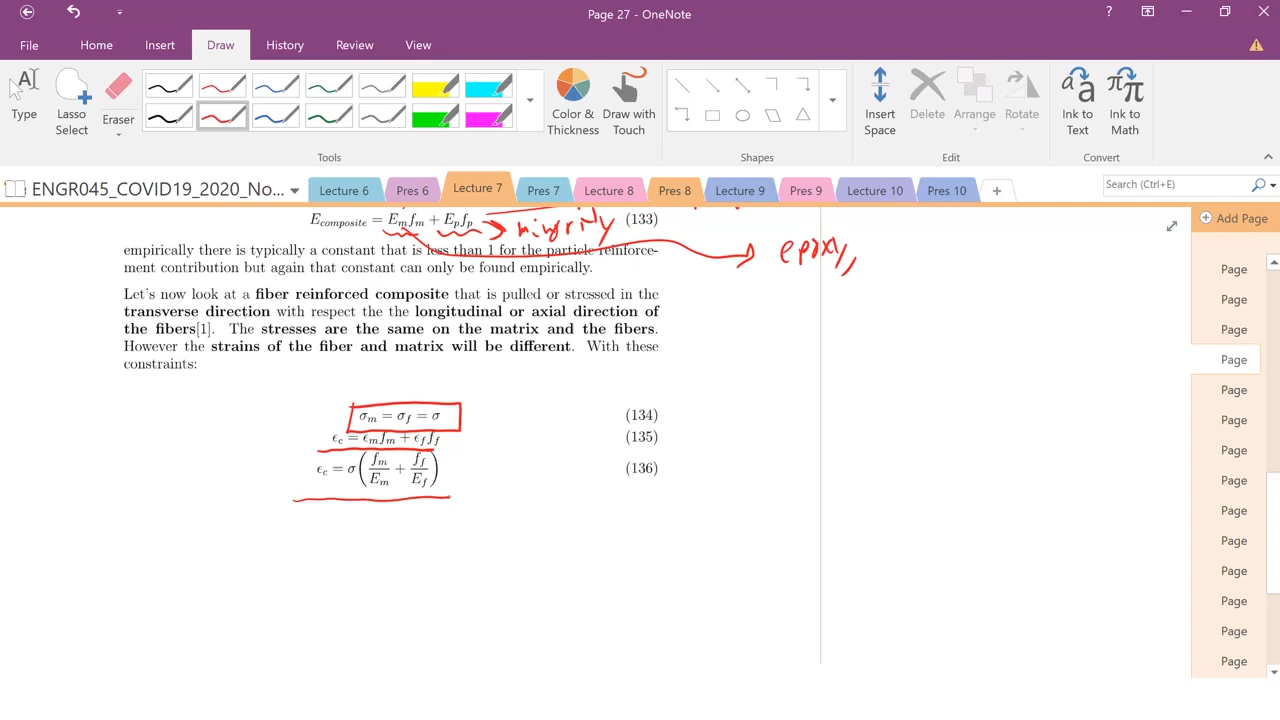 Page 27 - OneNote
?
File Home Insert Draw History Review View
Type
Lasso Select
Eraser
Color & Thickness
Draw with Touch
Insert Space
Delete
Arrange
Rotate
Ink to Text
Ink to Math
Tools
Shapes
Edit
Convert
ENGR045_COVID19_2020_No...
Lecture 6
Pres 6
Lecture 7
Pres 7
Lecture 8
Pres 8
Lecture 9
Pres 9
Lecture 10
Pres 10
+
Search (Ctrl+E)
Add Page
E_composite = E_m f_m + E_p f_p (133)
minority
epoxy,
empirically there is typically a constant that is less than 1 for the particle reinforce-
ment contribution but again that constant can only be found empirically.
Let's now look at a fiber reinforced composite that is pulled or stressed in the
transverse direction with respect the the longitudinal or axial direction of
the fibers[1]. The stresses are the same on the matrix and the fibers.
However the strains of the fiber and matrix will be different. With these
constraints:
σ_m = σ_f = σ (134)
ϵ_c = ϵ_m f_m + ϵ_f f_f (135)
ϵ_c = σ(f_m/E_m + f_f/E_f) (136)
Page
Page
Page
Page
Page
Page
Page
Page
Page
Page
Page
Page
Page
Page